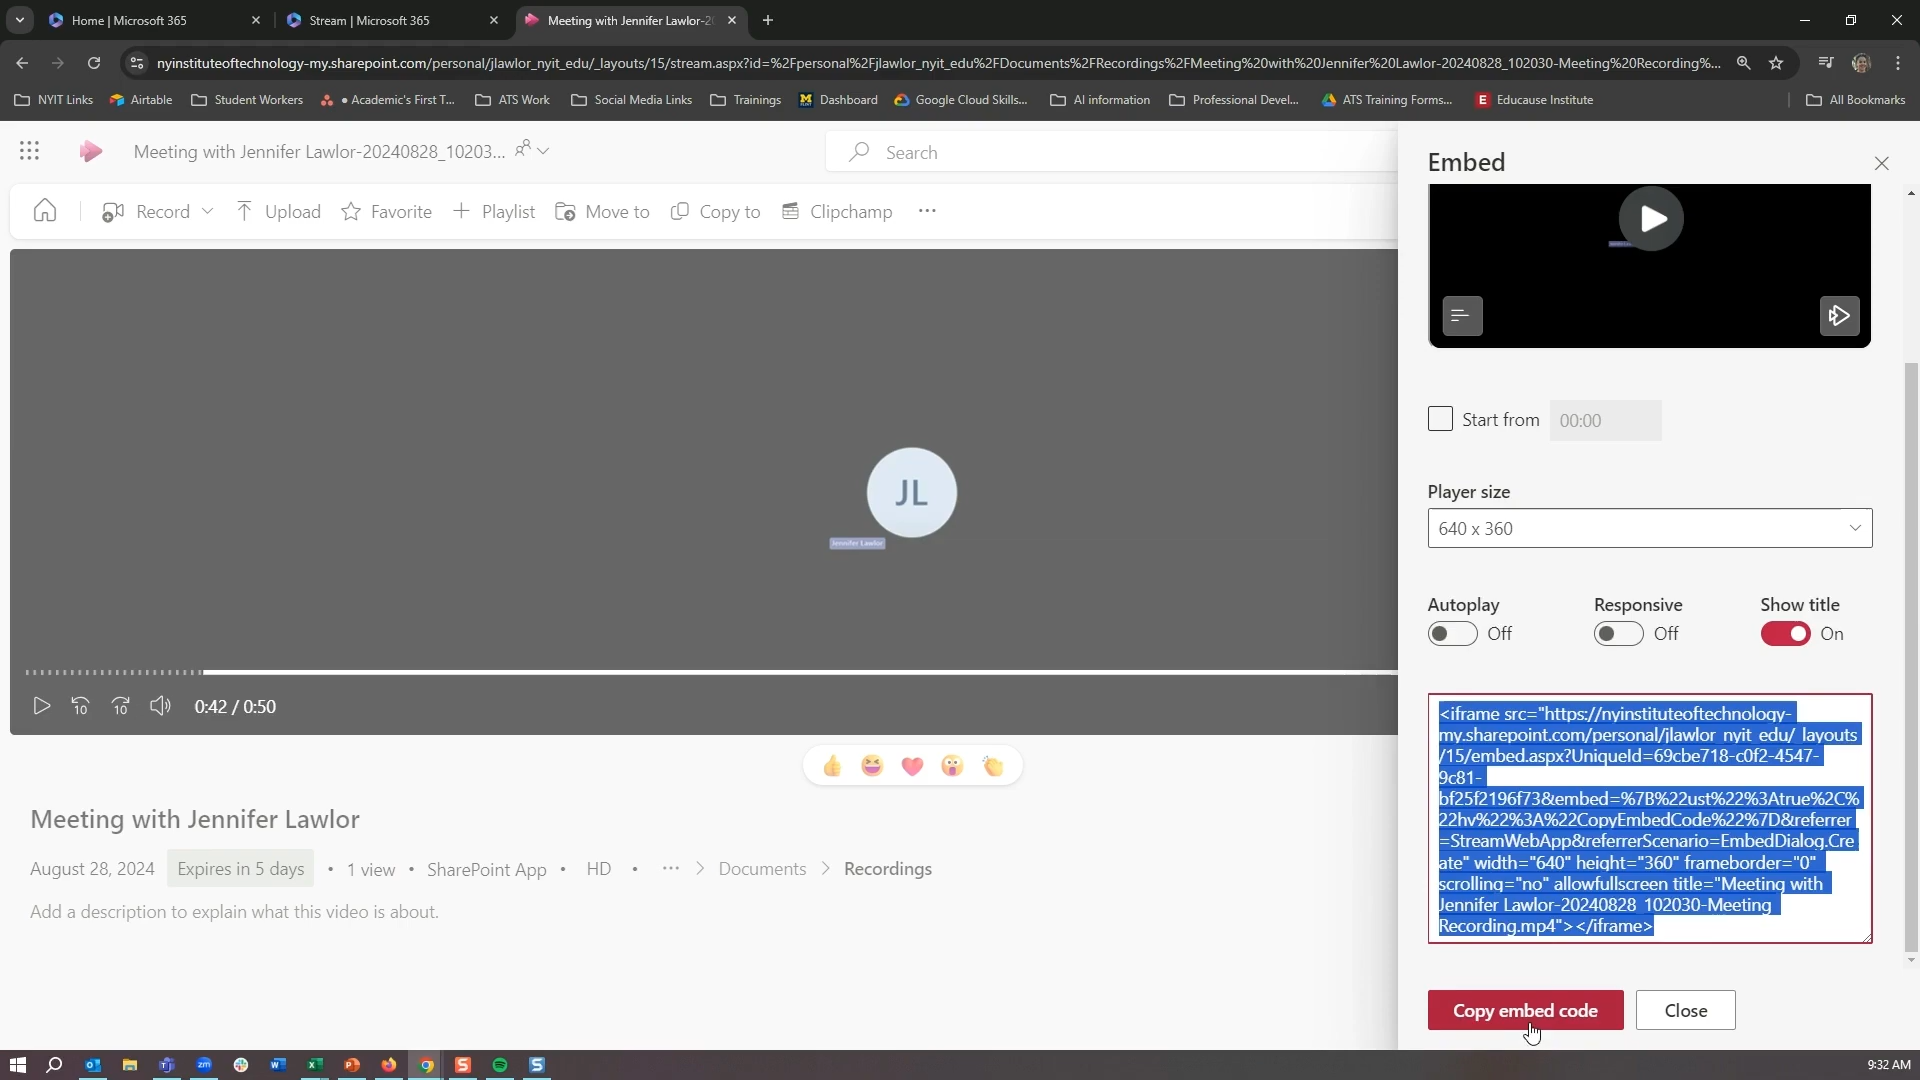 Home | Microsoft 365
Stream | Microsoft 365
Meeting with Jennifer Lawlor-2
nyinstituteoftechnology-my.sharepoint.com/personal/jlawlor_nyit_edu/_layouts/15/stream.aspx?id=%2Fpersonal%2Fjlawlor_nyit_edu%2FDocuments%2FRecordings%2FMeeting%20with%20Jennifer%20Lawlor-20240828_102030-Meeting%20Recording%...
NYIT Links
Airtable
Student Workers
• Academic's First T...
ATS Work
Social Media Links
Trainings
M Dashboard
Google Cloud Skills...
AI information
Professional Devel...
ATS Training Forms...
E Educause Institute
All Bookmarks
Meeting with Jennifer Lawlor-20240828_10203...
Search
Record
Upload
Favorite
Playlist
Move to
Copy to
Clipchamp
JL
Jennifer Lawlor
10
10
0:42 / 0:50
Meeting with Jennifer Lawlor
August 28, 2024 Expires in 5 days • 1 view • SharePoint App • HD • ... > Documents > Recordings
Add a description to explain what this video is about.
Embed
Start from 00:00
Player size
640 x 360
Autoplay Responsive Show title
Off Off On
<iframe src="https://nyinstituteoftechnology-
my.sharepoint.com/personal/jlawlor_nyit_edu/_layouts
/15/embed.aspx?UniqueId=69cbe718-c0f2-4547-
9c81-
bf25f2196f73&embed=%7B%22ust%22%3Atrue%2C%
22hv%22%3A%22CopyEmbedCode%22%7D&referrer
=StreamWebApp&referrerScenario=EmbedDialog.Cre
ate" width="640" height="360" frameborder="0"
scrolling="no" allowfullscreen title="Meeting with
Jennifer Lawlor-20240828_102030-Meeting
Recording.mp4"></iframe>
Copy embed code
Close
9:32 AM